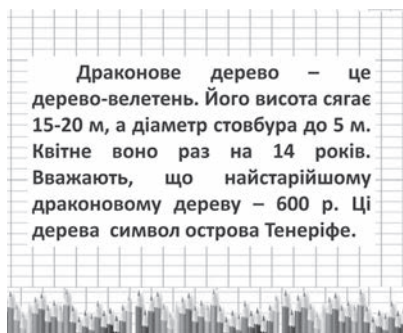 Драконове дерево – це
дерево-велетень. Його висота сягає
15-20 м, а діаметр стовбура до 5 м.
Квітне воно раз на 14 років.
Вважають, що найстарійшому
драконовому дереву – 600 р. Ці
дерева символ острова Тенеріфе.